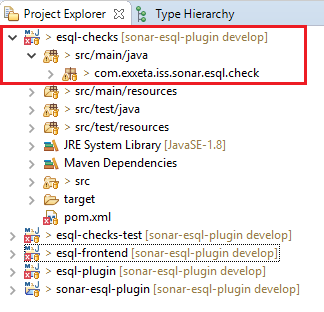 Project Explorer Type Hierarchy
> esql-checks [sonar-esql-plugin develop]
> src/main/java
> com.exxeta.iss.sonar.esql.check
> src/main/resources
> src/test/java
> src/test/resources
JRE System Library [JavaSE-1.8]
Maven Dependencies
> src
> target
pom.xml
> esql-checks-test [sonar-esql-plugin develop]
> esql-frontend [sonar-esql-plugin develop]
> esql-plugin [sonar-esql-plugin develop]
> sonar-esql-plugin [sonar-esql-plugin develop]